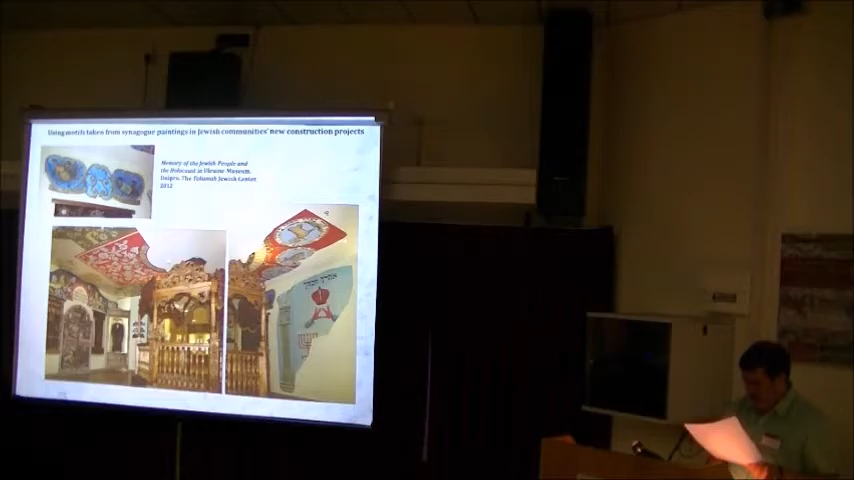 Using motifs taken from synagogue paintings in Jewish communities' new construction projects
Memory of the Jewish People and
the Holocaust in Ukraine Museum.
Dnipro. The Tekumah Jewish Center.
2012